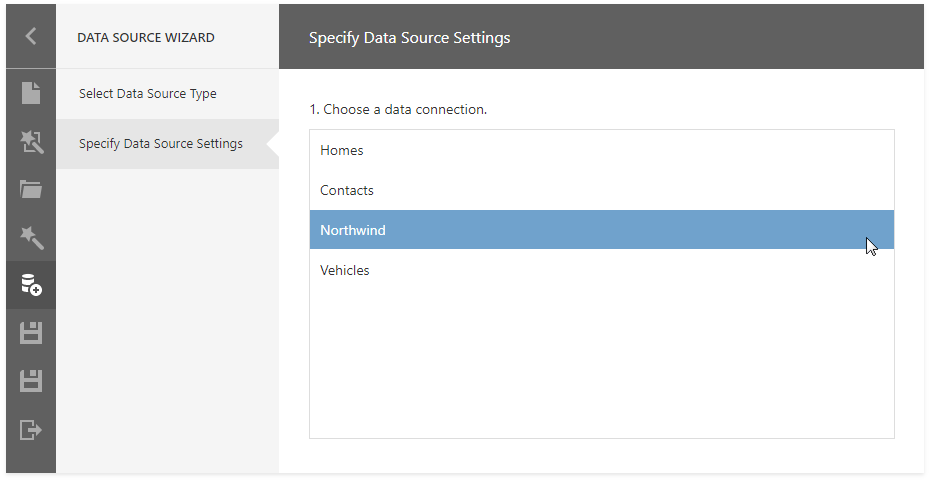 DATA SOURCE WIZARD
Specify Data Source Settings
Select Data Source Type
Specify Data Source Settings
1. Choose a data connection.
Homes
Contacts
Northwind
Vehicles